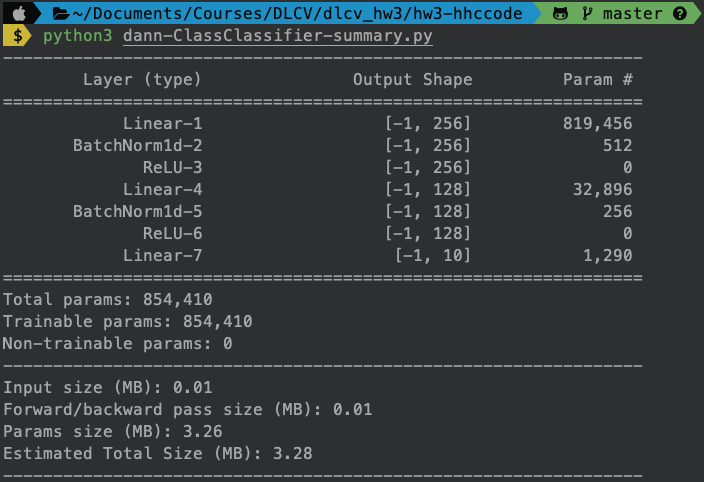 ~/Documents/Courses/DLCV/dlcv_hw3/hw3-hhccode master ?
$ python3 dann-ClassClassifier-summary.py
----------------------------------------------------------------
Layer (type) Output Shape Param #
================================================================
Linear-1 [-1, 256] 819,456
BatchNorm1d-2 [-1, 256] 512
ReLU-3 [-1, 256] 0
Linear-4 [-1, 128] 32,896
BatchNorm1d-5 [-1, 128] 256
ReLU-6 [-1, 128] 0
Linear-7 [-1, 10] 1,290
================================================================
Total params: 854,410
Trainable params: 854,410
Non-trainable params: 0
----------------------------------------------------------------
Input size (MB): 0.01
Forward/backward pass size (MB): 0.01
Params size (MB): 3.26
Estimated Total Size (MB): 3.28
----------------------------------------------------------------